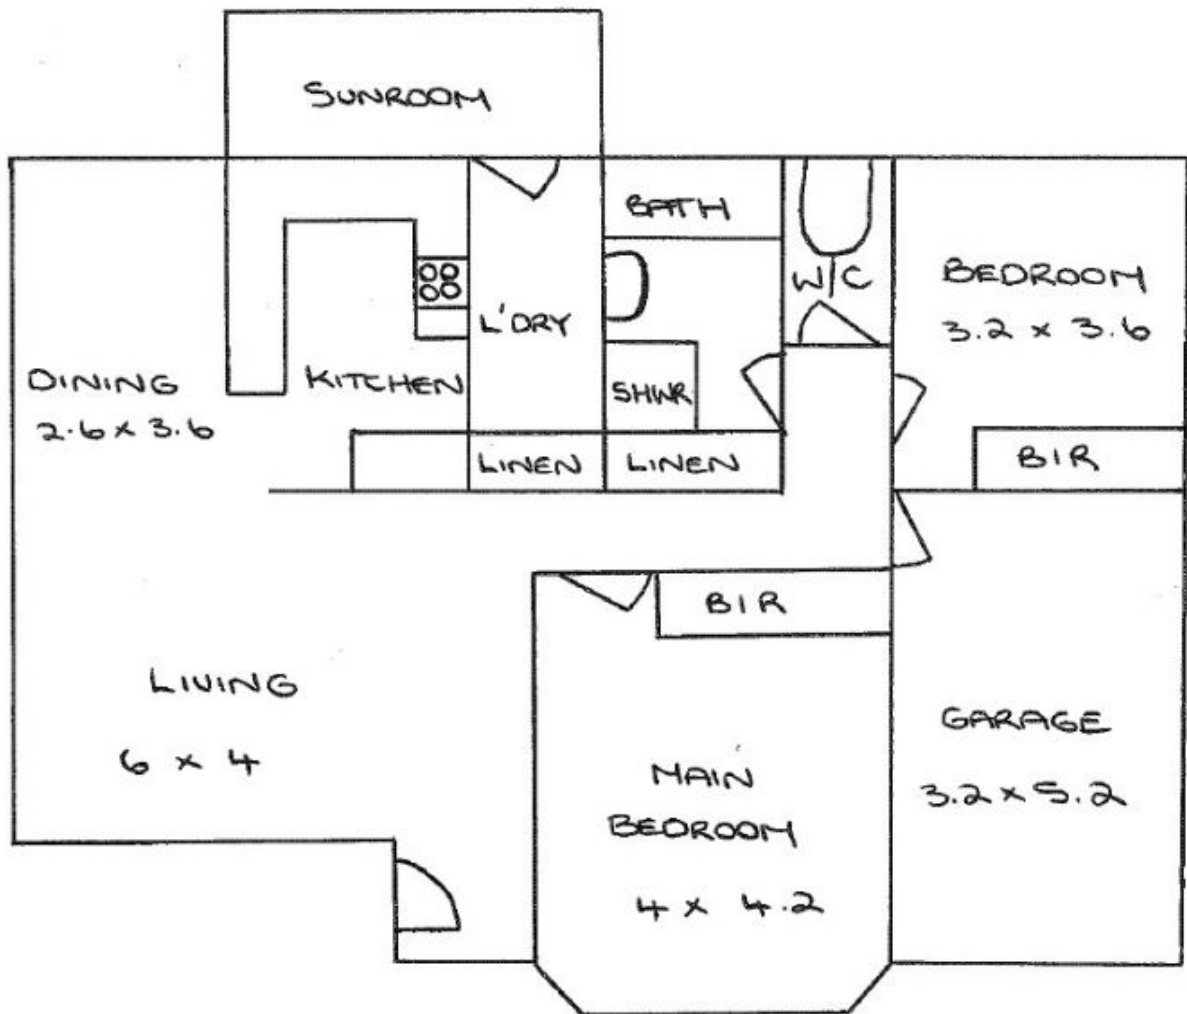 SUNROOM
BATH
W/C
BEDROOM
3.2 x 3.6
L'DRY
DINING
2.6 x 3.6
KITCHEN
SHWR
LINEN
LINEN
BIR
BIR
LIVING
6 x 4
MAIN
BEDROOM
4 x 4.2
GARAGE
3.2 x 5.2